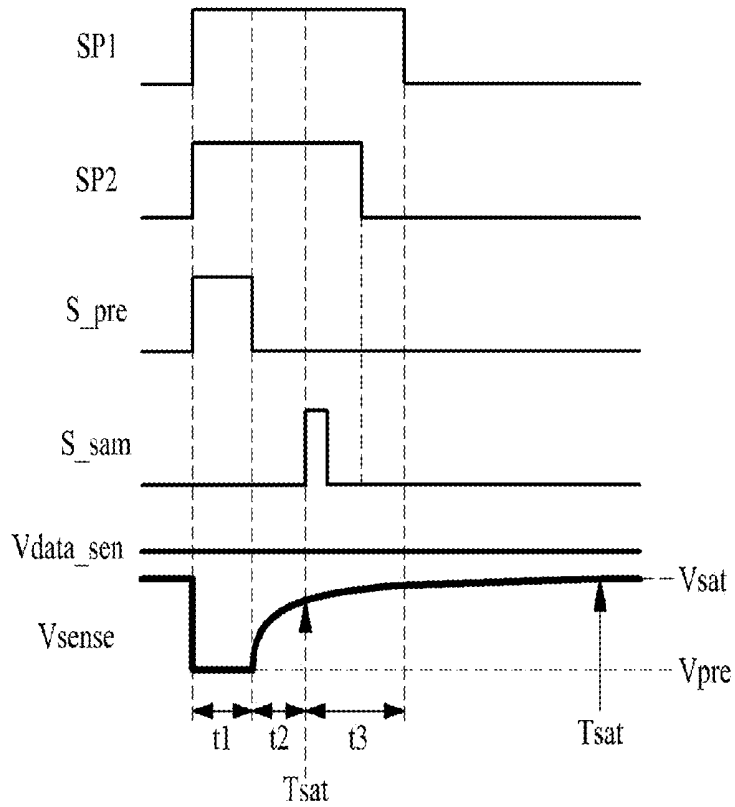 SP1
SP2
S_pre
S_sam
Vdata_sen
Vsat
Vsense
Vpre
t1 t2 t3
Tsat
Tsat